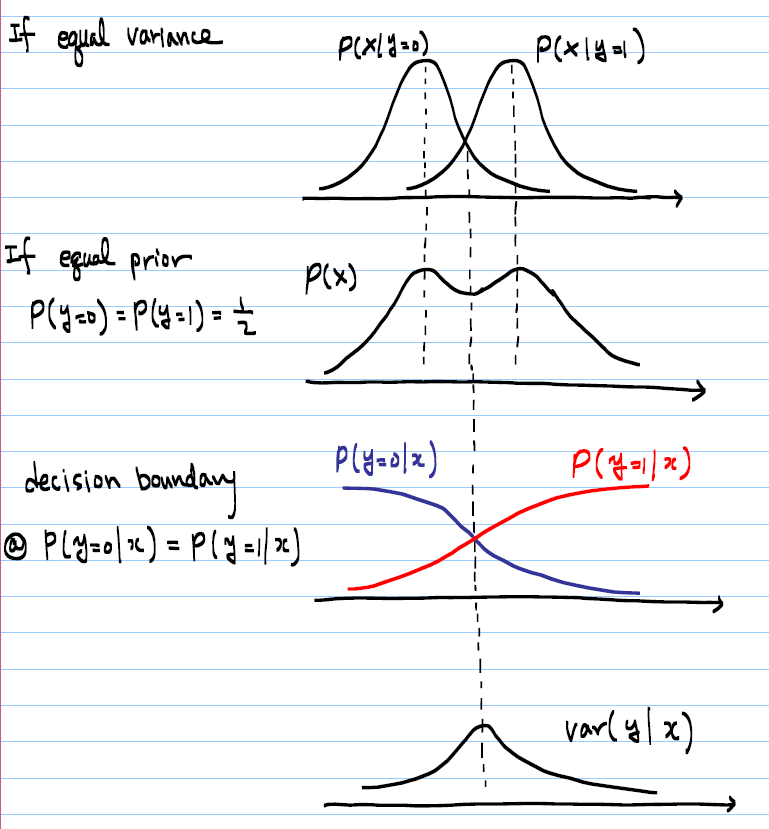 If equal variance
P(x|y=0) P(x|y=1)
If equal prior
P(x)
P(y=0) = P(y=1) = 1/2
P(y=0|x) P(y=1|x)
decision boundary
@ P(y=0|x) = P(y=1|x)
var(y|x)